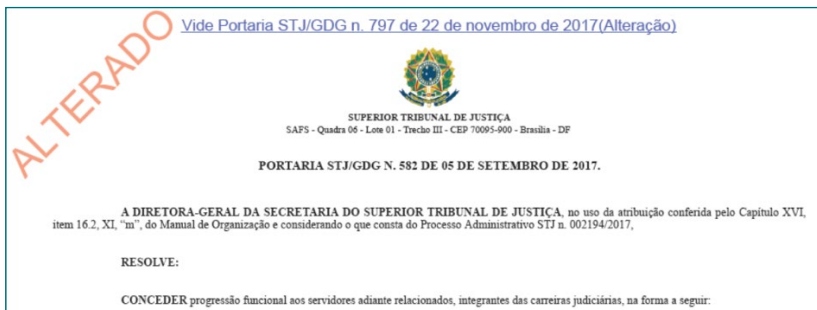 Vide Portaria STJ/GDG n. 797 de 22 de novembro de 2017(Alteração)
ALTERADO
SUPERIOR TRIBUNAL DE JUSTIÇA
SAFS - Quadra 06 - Lote 01 - Trecho III - CEP 70095-900 - Brasília - DF
PORTARIA STJ/GDG N. 582 DE 05 DE SETEMBRO DE 2017.
A DIRETORA-GERAL DA SECRETARIA DO SUPERIOR TRIBUNAL DE JUSTIÇA, no uso da atribuição conferida pelo Capítulo XVI,
item 16.2, XI, “m”, do Manual de Organização e considerando o que consta do Processo Administrativo STJ n. 002194/2017,
RESOLVE:
CONCEDER progressão funcional aos servidores adiante relacionados, integrantes das carreiras judiciárias, na forma a seguir: